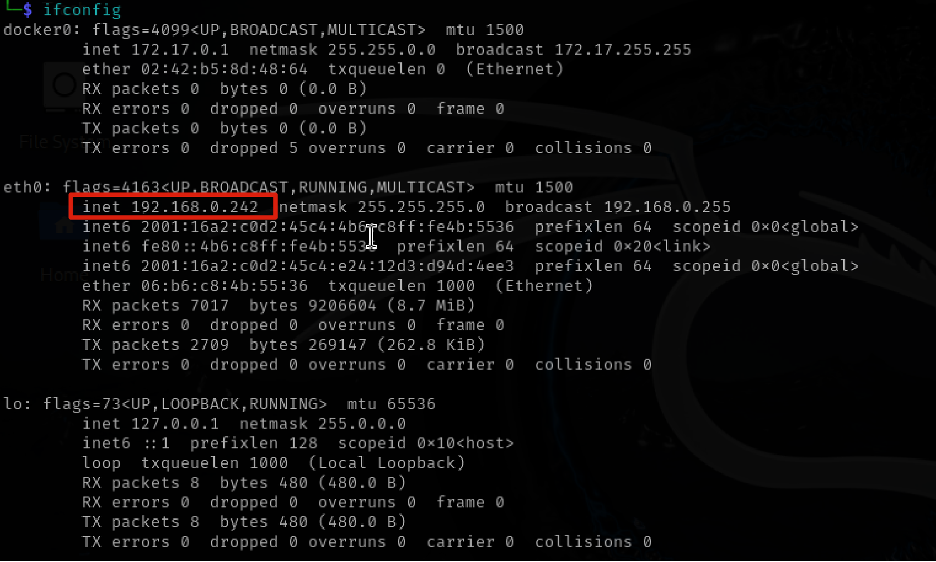 $ ifconfig
docker0: flags=4099<UP,BROADCAST,MULTICAST>  mtu 1500
        inet 172.17.0.1  netmask 255.255.0.0  broadcast 172.17.255.255
        ether 02:42:b5:8d:48:64  txqueuelen 0  (Ethernet)
        RX packets 0  bytes 0 (0.0 B)
        RX errors 0  dropped 0  overruns 0  frame 0
        TX packets 0  bytes 0 (0.0 B)
File System
        TX errors 0  dropped 5 overruns 0  carrier 0  collisions 0
eth0: flags=4163<UP,BROADCAST,RUNNING,MULTICAST>  mtu 1500
        inet 192.168.0.242  netmask 255.255.255.0  broadcast 192.168.0.255
        inet6 2001:16a2:c0d2:45c4:4b6:c8ff:fe4b:5536  prefixlen 64  scopeid 0×0<global>
        inet6 fe80::4b6:c8ff:fe4b:5536  prefixlen 64  scopeid 0×20<link>
Home
        inet6 2001:16a2:c0d2:45c4:e24:12d3:d94d:4ee3  prefixlen 64  scopeid 0×0<global>
        ether 06:b6:c8:4b:55:36  txqueuelen 1000  (Ethernet)
        RX packets 7017  bytes 9206604 (8.7 MiB)
        RX errors 0  dropped 0  overruns 0  frame 0
        TX packets 2709  bytes 269147 (262.8 KiB)
        TX errors 0  dropped 0 overruns 0  carrier 0  collisions 0
lo: flags=73<UP,LOOPBACK,RUNNING>  mtu 65536
        inet 127.0.0.1  netmask 255.0.0.0
        inet6 ::1  prefixlen 128  scopeid 0×10<host>
        loop  txqueuelen 1000  (Local Loopback)
        RX packets 8  bytes 480 (480.0 B)
        RX errors 0  dropped 0  overruns 0  frame 0
        TX packets 8  bytes 480 (480.0 B)
        TX errors 0  dropped 0 overruns 0  carrier 0  collisions 0